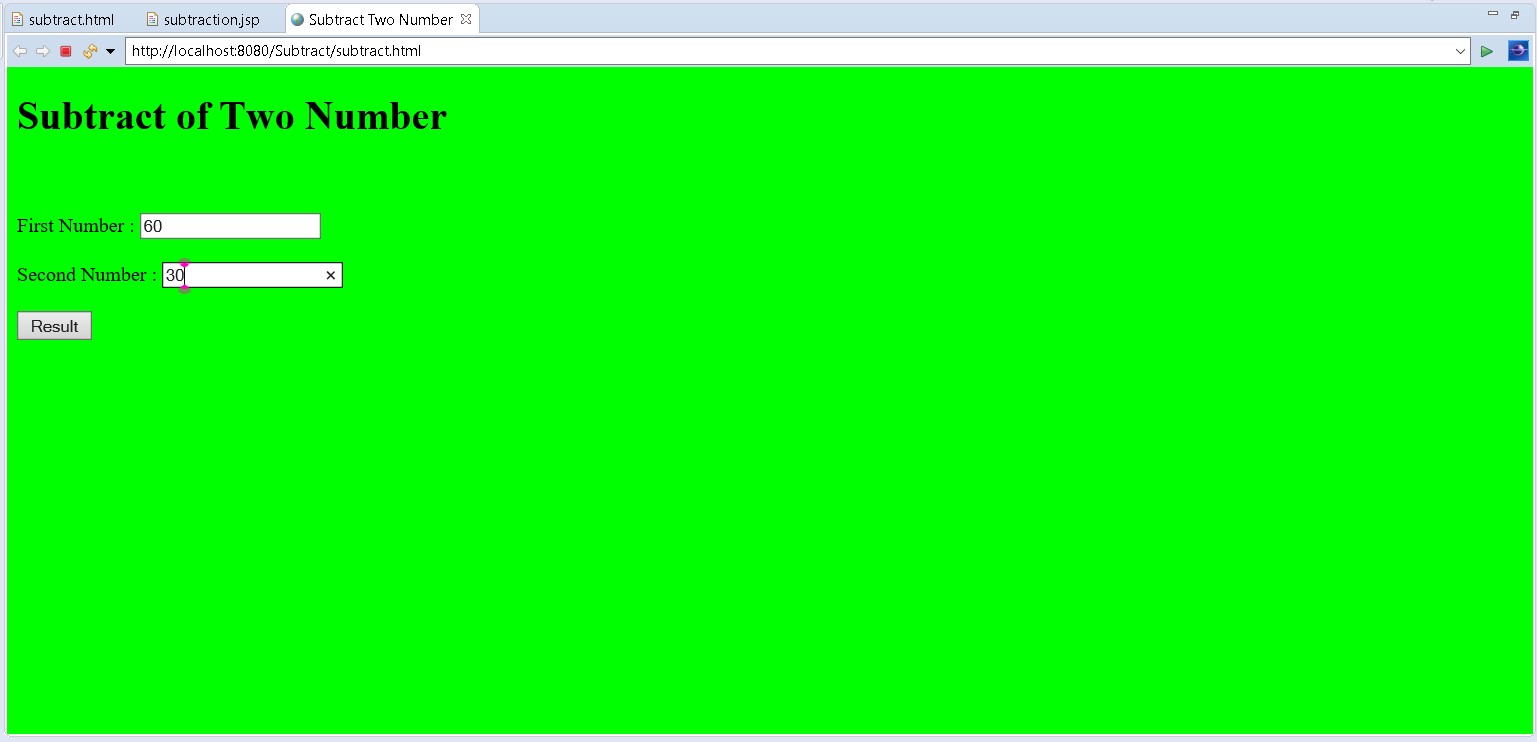 subtract.html subtraction.jsp Subtract Two Number
http://localhost:8080/Subtract/subtract.html
Subtract of Two Number
First Number : 60
Second Number : 30
Result